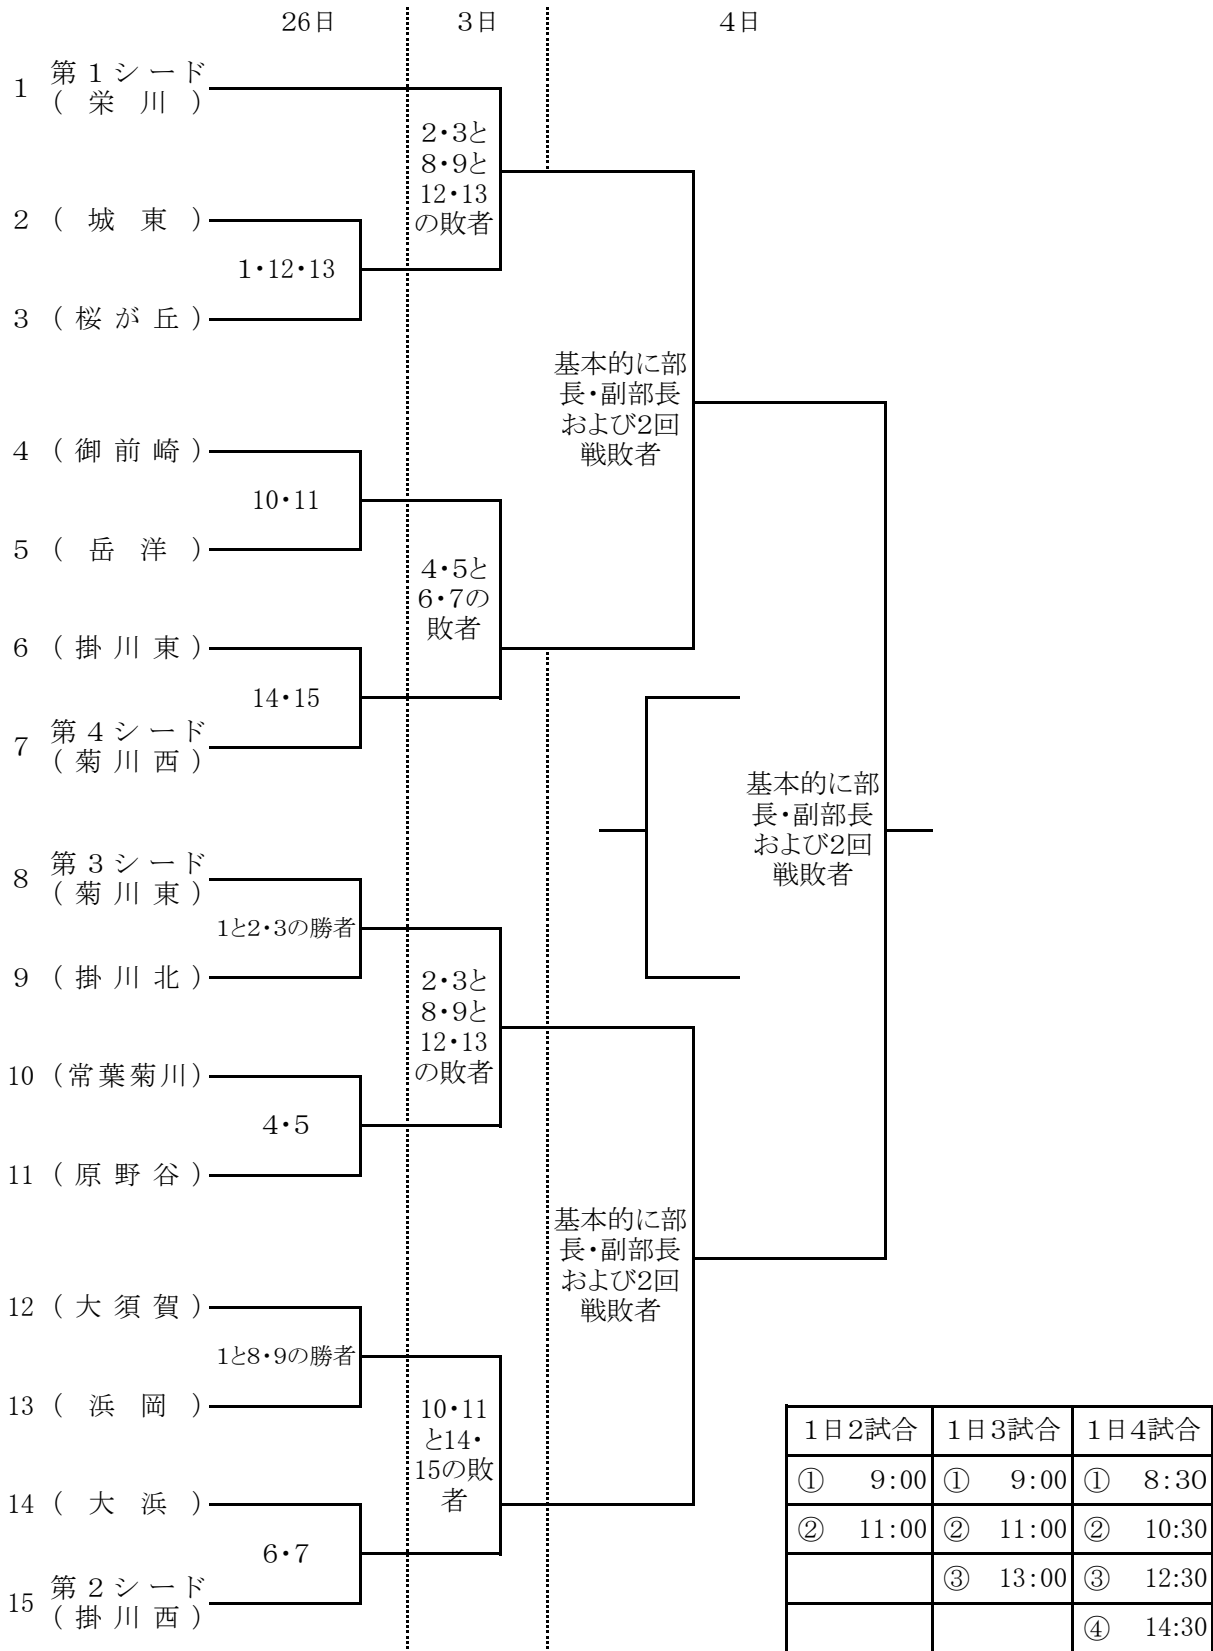 26日 3日 4日
1 第1シード
(栄川)
2・3と
8・9と
12・13
の敗者
2 (城東)
1・12・13
3 (桜が丘)
基本的に部
長・副部長
および2回
戦敗者
4 (御前崎)
10・11
5 (岳洋)
4・5と
6・7の
敗者
6 (掛川東)
14・15
7 第4シード
(菊川西)
基本的に部
長・副部長
および2回
戦敗者
8 第3シード
(菊川東)
1と2・3の勝者
9 (掛川北)
2・3と
8・9と
12・13
の敗者
10 (常葉菊川)
4・5
11 (原野谷)
基本的に部
長・副部長
および2回
戦敗者
12 (大須賀)
1と8・9の勝者
13 (浜岡)
10・11
と14・
15の敗
者
14 (大浜)
6・7
15 第2シード
(掛川西)
1日2試合 1日3試合 1日4試合
① 9:00 ① 9:00 ① 8:30
② 11:00 ② 11:00 ② 10:30
③ 13:00 ③ 12:30
④ 14:30